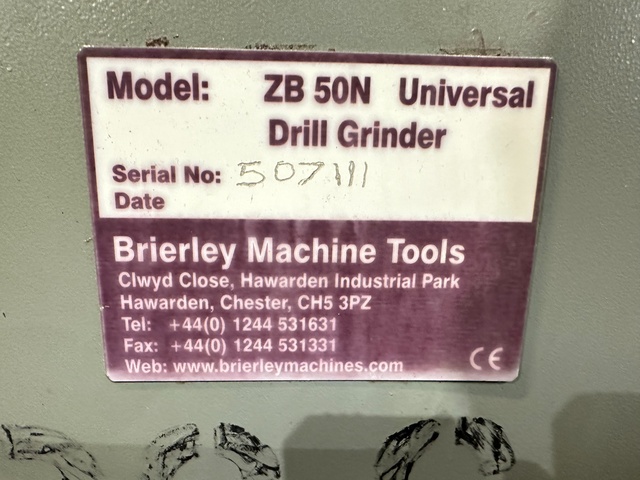 Model: ZB 50N Universal
Drill Grinder
Serial No: 507111
Date
Brierley Machine Tools
Clwyd Close, Hawarden Industrial Park
Hawarden, Chester, CH5 3PZ
Tel: +44(0) 1244 531631
Fax: +44(0) 1244 531331
Web: www.brierleymachines.com
CE